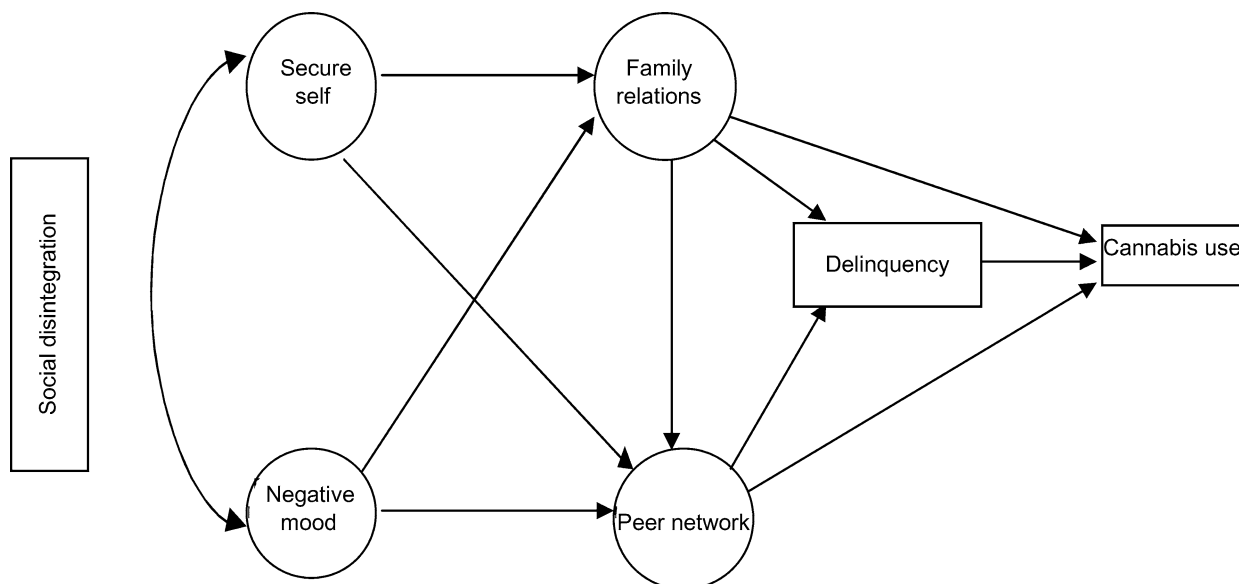 Secure
self
Family
relations
Social disintegration
Delinquency
Cannabis use
Negative
mood
Peer network